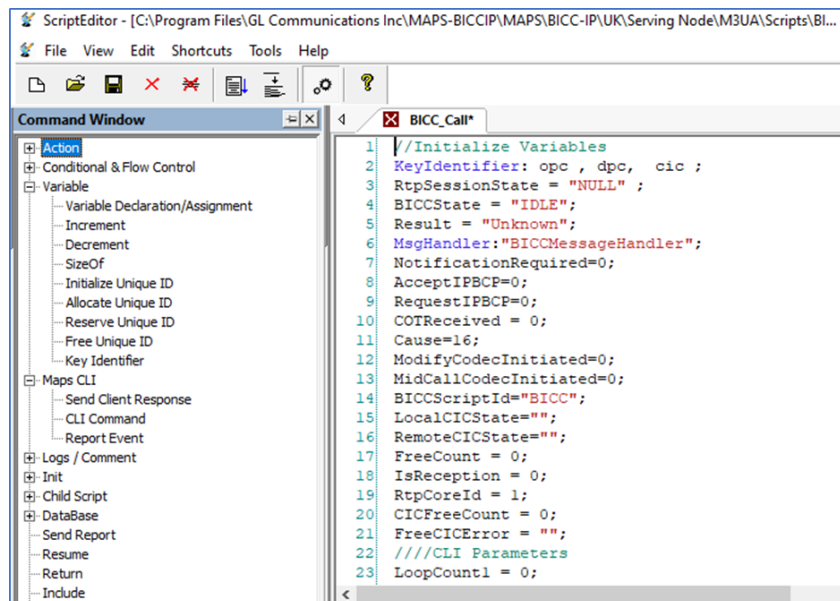 ScriptEditor - [C:\Program Files\GL Communications Inc\MAPS-BICCIP\MAPS\BICC-IP\UK\Serving Node\M3UA\Scripts\BI...
File View Edit Shortcuts Tools Help
Command Window
BICC_Call*
Action
Conditional & Flow Control
Variable
Variable Declaration/Assignment
Increment
Decrement
SizeOf
Initialize Unique ID
Allocate Unique ID
Reserve Unique ID
Free Unique ID
Key Identifier
Maps CLI
Send Client Response
CLI Command
Report Event
Logs / Comment
Init
Child Script
DataBase
Send Report
Resume
Return
Include
1 //Initialize Variables
2 KeyIdentifier: opc , dpc, cic ;
3 RtpSessionState = "NULL" ;
4 BICCState = "IDLE";
5 Result = "Unknown";
6 MsgHandler:"BICCMessageHandler";
7 NotificationRequired=0;
8 AcceptIPBCP=0;
9 RequestIPBCP=0;
10 COTReceived = 0;
11 Cause=16;
12 ModifyCodecInitiated=0;
13 MidCallCodecInitiated=0;
14 BICCScriptId="BICC";
15 LocalCICState="";
16 RemoteCICState="";
17 FreeCount = 0;
18 IsReception = 0;
19 RtpCoreId = 1;
20 CICFreeCount = 0;
21 FreeCICError = "";
22 ////CLI Parameters
23 LoopCount1 = 0;